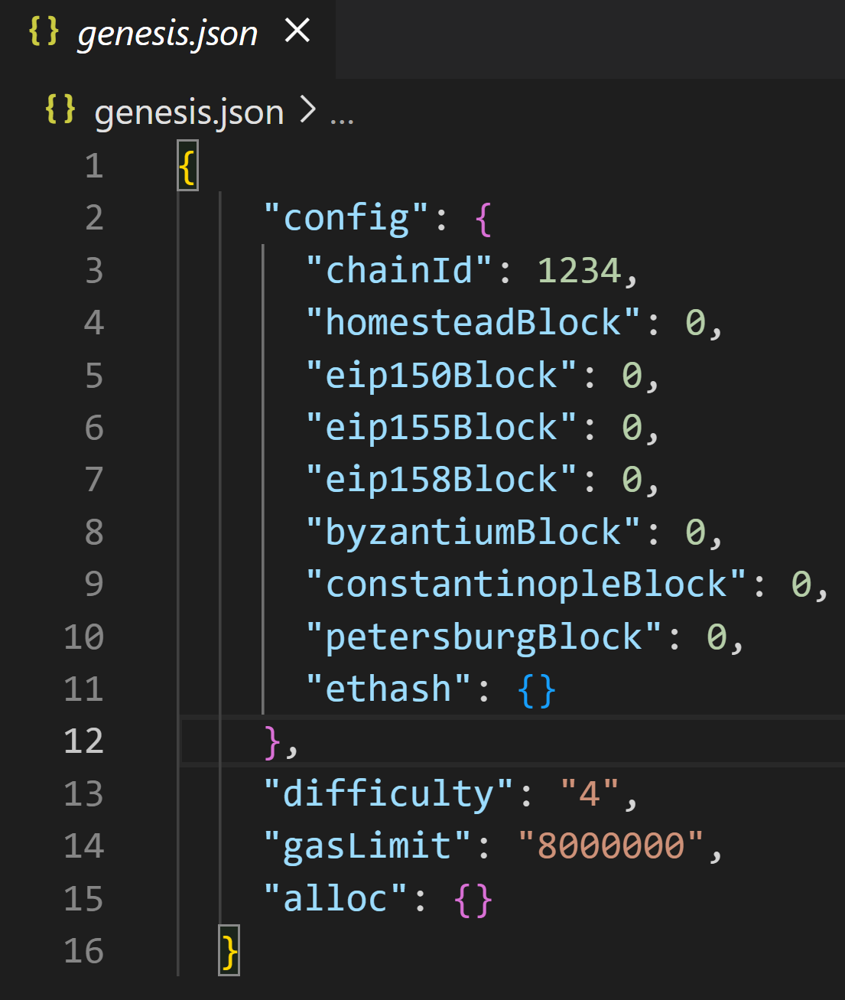 {} genesis.json ×
{} genesis.json > ...
1 {
2 "config": {
3 "chainId": 1234,
4 "homesteadBlock": 0,
5 "eip150Block": 0,
6 "eip155Block": 0,
7 "eip158Block": 0,
8 "byzantiumBlock": 0,
9 "constantinopleBlock": 0,
10 "petersburgBlock": 0,
11 "ethash": {}
12 },
13 "difficulty": "4",
14 "gasLimit": "8000000",
15 "alloc": {}
16 }